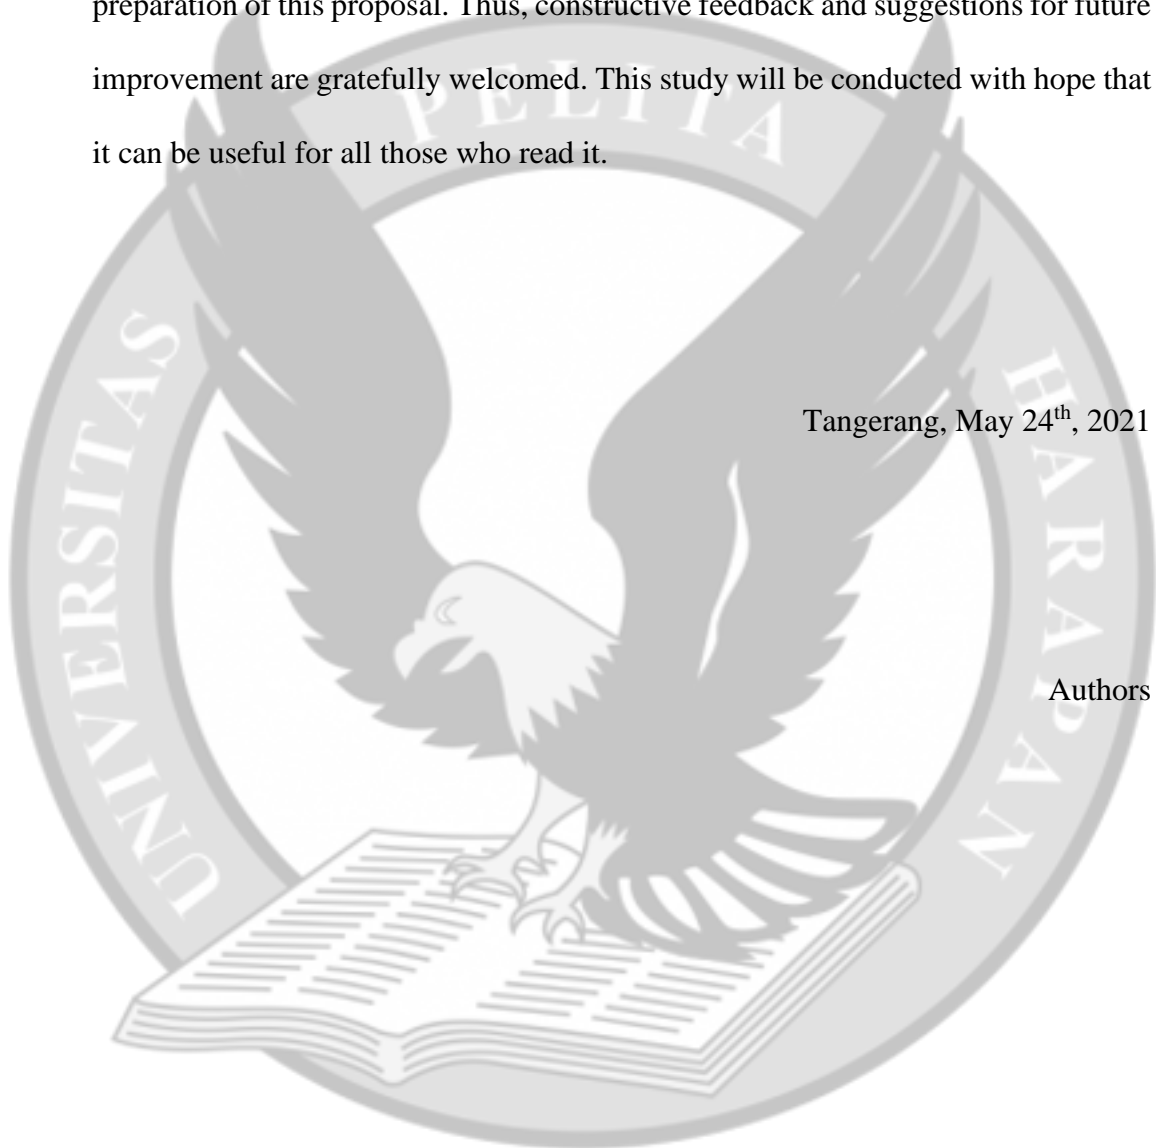 preparation of this proposal. Thus, constructive feedback and suggestions for future
improvement are gratefully welcomed. This study will be conducted with hope that
it can be useful for all those who read it.
Tangerang, May 24th, 2021
Authors
UNIVERSITAS PELITA HARAPAN